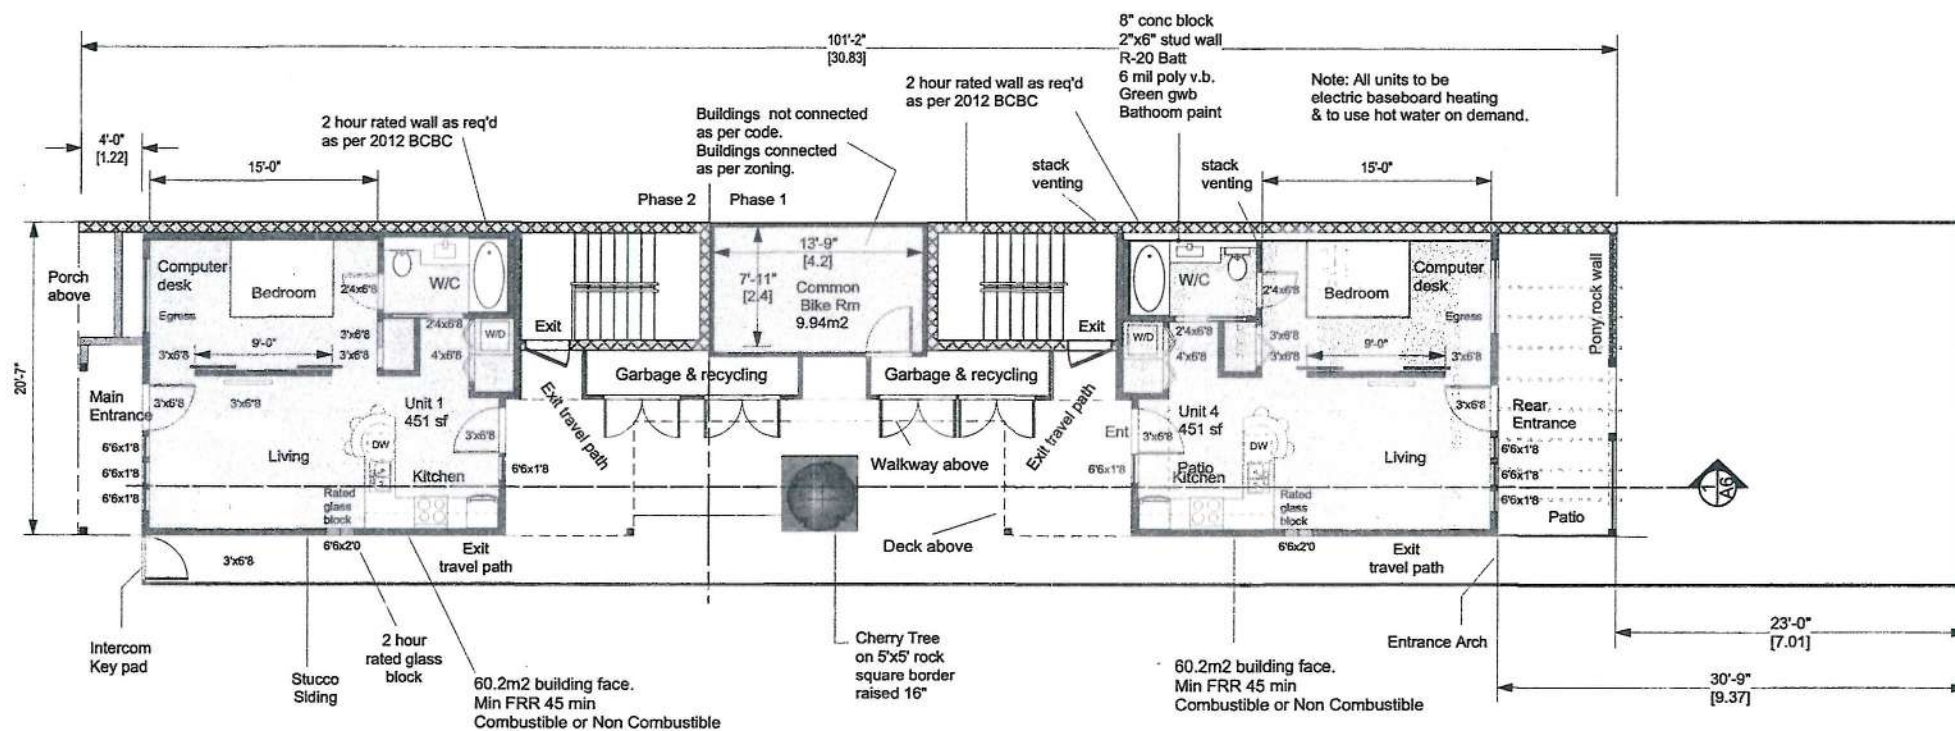 101'-2"
[30.83]
8" conc block
2"x6" stud wall
R-20 Batt
6 mil poly v.b.
Green gwb
Bathoom paint
2 hour rated wall as req'd
as per 2012 BCBC
Note: All units to be
electric baseboard heating
& to use hot water on demand.
Buildings not connected
as per code.
Buildings connected
as per zoning.
2 hour rated wall as req'd
as per 2012 BCBC
4'-0"
[1.22]
15'-0"
stack
venting
stack
venting
15'-0"
Phase 2
Phase 1
20'-7"
Porch
above
Computer
desk
Bedroom
Egress
2'4x6'8
W/C
2'4x6'8
W/D
3'x6'8
3'x6'8
3'x6'8
4'x6'8
9'-0"
Exit
13'-9"
[4.2]
7'-11"
[2.4]
Common
Bike Rm
9.94m2
Exit
W/C
2'4x6'8
2'4x6'8
W/D
4'x6'8
3'x6'8
3'x6'8
Bedroom
Computer
desk
Egress
3'x6'8
9'-0"
Pony rock wall
Garbage & recycling
Garbage & recycling
Main
Entrance
3'x6'8
3'x6'8
Unit 1
451 sf
3'x6'8
DW
Living
Kitchen
6'6x1'8
6'6x1'8
6'6x1'8
6'6x1'8
Rated
glass
block
Exit travel path
Walkway above
Exit travel path
Deck above
Ent
3'x6'8
6'6x1'8
Unit 4
451 sf
DW
Patio
Kitchen
Living
Rated
glass
block
3'x6'8
Rear
Entrance
6'6x1'8
6'6x1'8
6'6x1'8
Patio
1
A6
3'x6'8
6'6x2'0
Exit
travel path
6'6x2'0
Exit
travel path
Intercom
Key pad
Stucco
Siding
2 hour
rated glass
block
60.2m2 building face.
Min FRR 45 min
Combustible or Non Combustible
Cherry Tree
on 5'x5' rock
square border
raised 16"
60.2m2 building face.
Min FRR 45 min
Combustible or Non Combustible
Entrance Arch
23'-0"
[7.01]
30'-9"
[9.37]